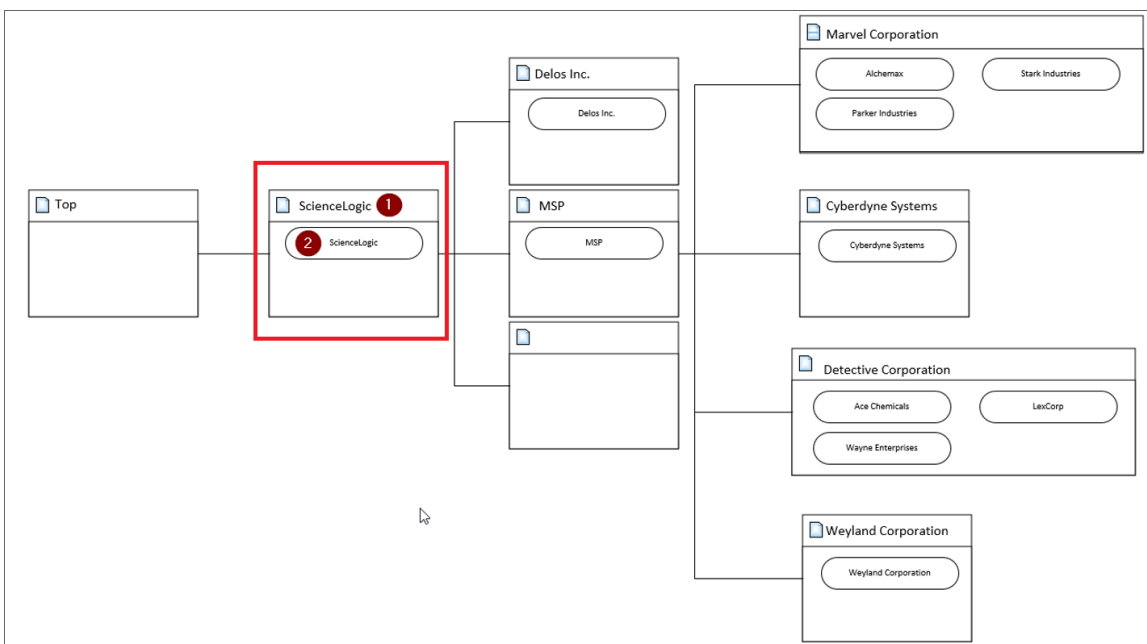 Top
ScienceLogic 1
2 ScienceLogic
Delos Inc.
Delos Inc.
MSP
MSP
Marvel Corporation
Alchemax
Stark Industries
Parker Industries
Cyberdyne Systems
Cyberdyne Systems
Detective Corporation
Ace Chemicals
LexCorp
Wayne Enterprises
Weyland Corporation
Weyland Corporation